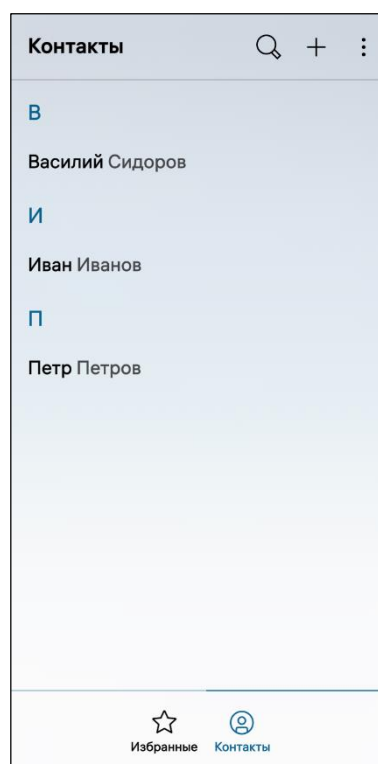 Контакты
В
Василий Сидоров
И
Иван Иванов
П
Петр Петров
Избранные Контакты